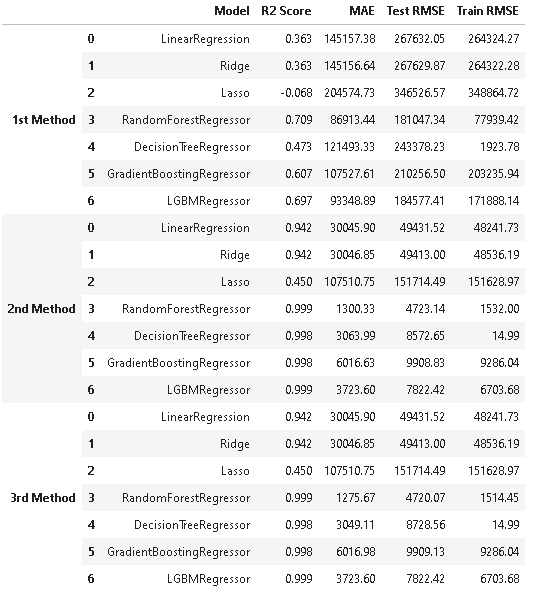 Model R2 Score MAE Test RMSE Train RMSE
0 LinearRegression 0.363 145157.38 267632.05 264324.27
1 Ridge 0.363 145156.64 267629.87 264322.28
2 Lasso -0.068 204574.73 346526.57 348864.72
1st Method 3 RandomForestRegressor 0.709 86913.44 181047.34 77939.42
4 DecisionTreeRegressor 0.473 121493.33 243378.23 1923.78
5 GradientBoostingRegressor 0.607 107527.61 210256.50 203235.94
6 LGBMRegressor 0.697 93348.89 184577.41 171888.14
0 LinearRegression 0.942 30045.90 49431.52 48241.73
1 Ridge 0.942 30046.85 49413.00 48536.19
2 Lasso 0.450 107510.75 151714.49 151628.97
2nd Method 3 RandomForestRegressor 0.999 1300.33 4723.14 1532.00
4 DecisionTreeRegressor 0.998 3063.99 8572.65 14.99
5 GradientBoostingRegressor 0.998 6016.63 9908.83 9286.04
6 LGBMRegressor 0.999 3723.60 7822.42 6703.68
0 LinearRegression 0.942 30045.90 49431.52 48241.73
1 Ridge 0.942 30046.85 49413.00 48536.19
2 Lasso 0.450 107510.75 151714.49 151628.97
3rd Method 3 RandomForestRegressor 0.999 1275.67 4720.07 1514.45
4 DecisionTreeRegressor 0.998 3049.11 8728.56 14.99
5 GradientBoostingRegressor 0.998 6016.98 9909.13 9286.04
6 LGBMRegressor 0.999 3723.60 7822.42 6703.68